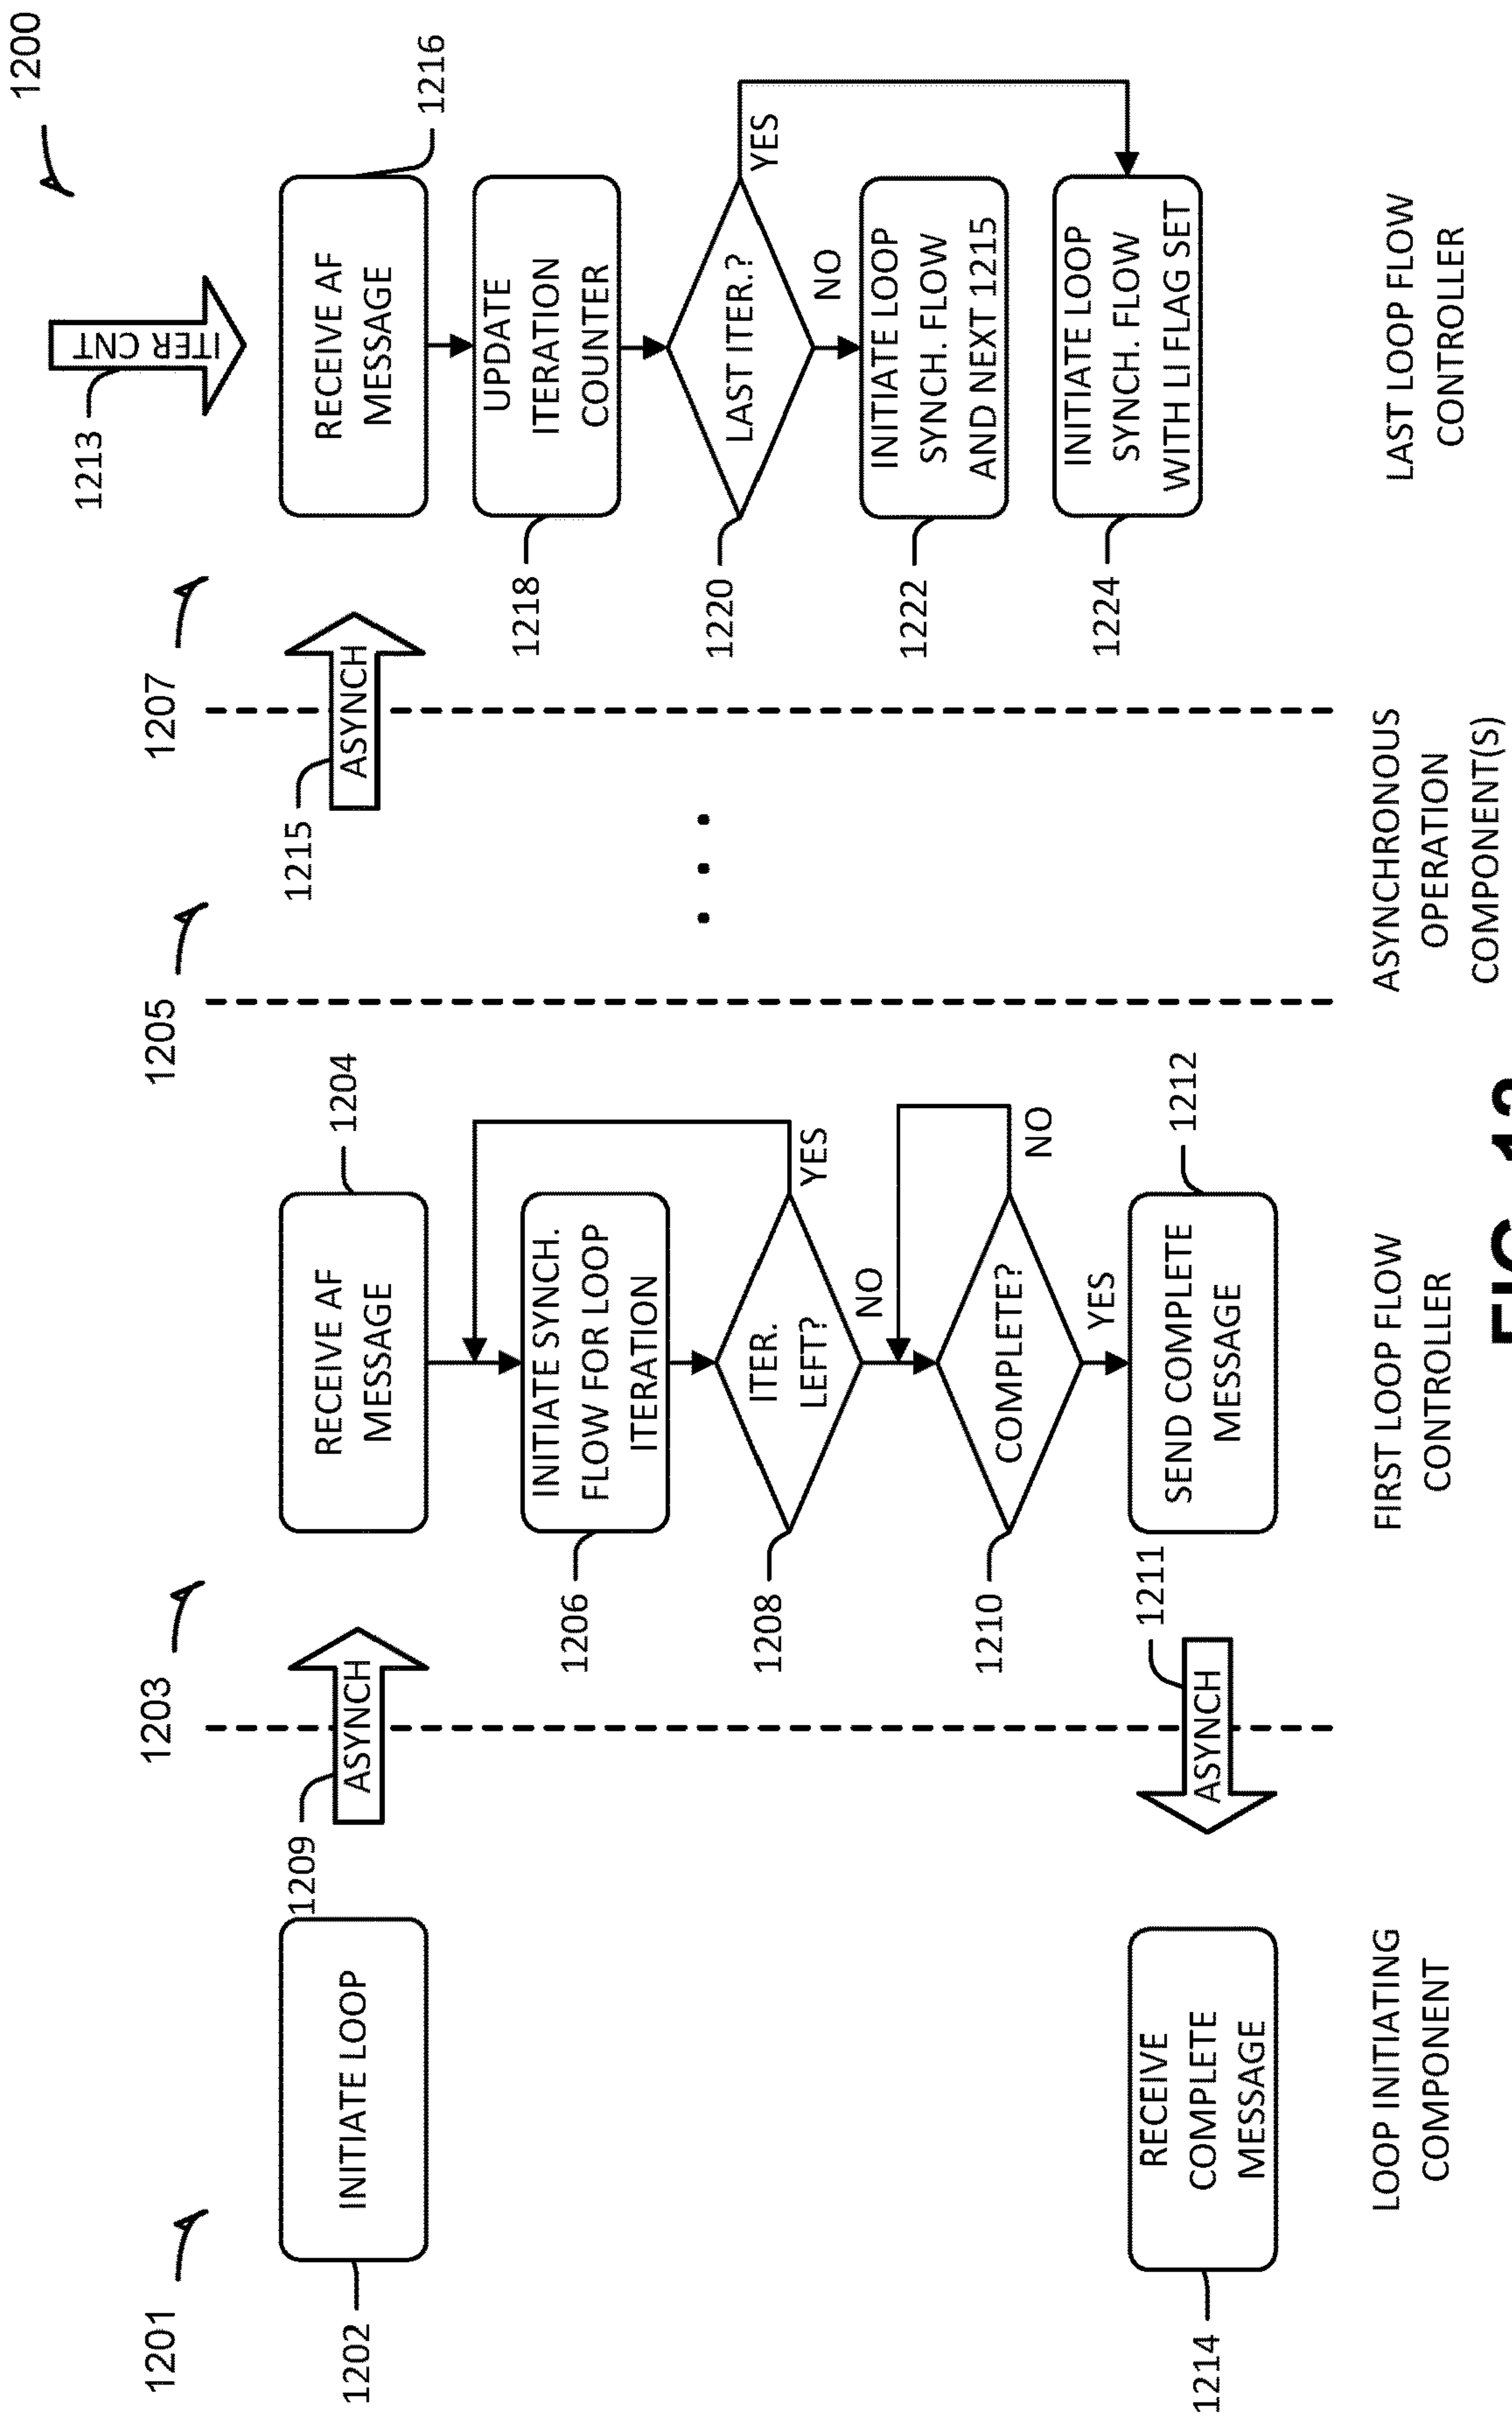 1200
1201
1202
INITIATE LOOP
1209
ASYNCH
1214
RECEIVE
COMPLETE
MESSAGE
1211
ASYNCH
LOOP INITIATING
COMPONENT
1203
1204
RECEIVE AF
MESSAGE
1206
INITIATE SYNCH.
FLOW FOR LOOP
ITERATION
1208
ITER.
LEFT?
YES
NO
1210
COMPLETE?
NO
YES
1212
SEND COMPLETE
MESSAGE
FIRST LOOP FLOW
CONTROLLER
1205
• • •
1215
ASYNCH
ASYNCHRONOUS
OPERATION
COMPONENT(S)
1207
1213
ITER CNT
1216
RECEIVE AF
MESSAGE
1218
UPDATE
ITERATION
COUNTER
1220
LAST ITER.?
YES
NO
1222
INITIATE LOOP
SYNCH. FLOW
AND NEXT 1215
1224
INITIATE LOOP
SYNCH. FLOW
WITH LI FLAG SET
LAST LOOP FLOW
CONTROLLER